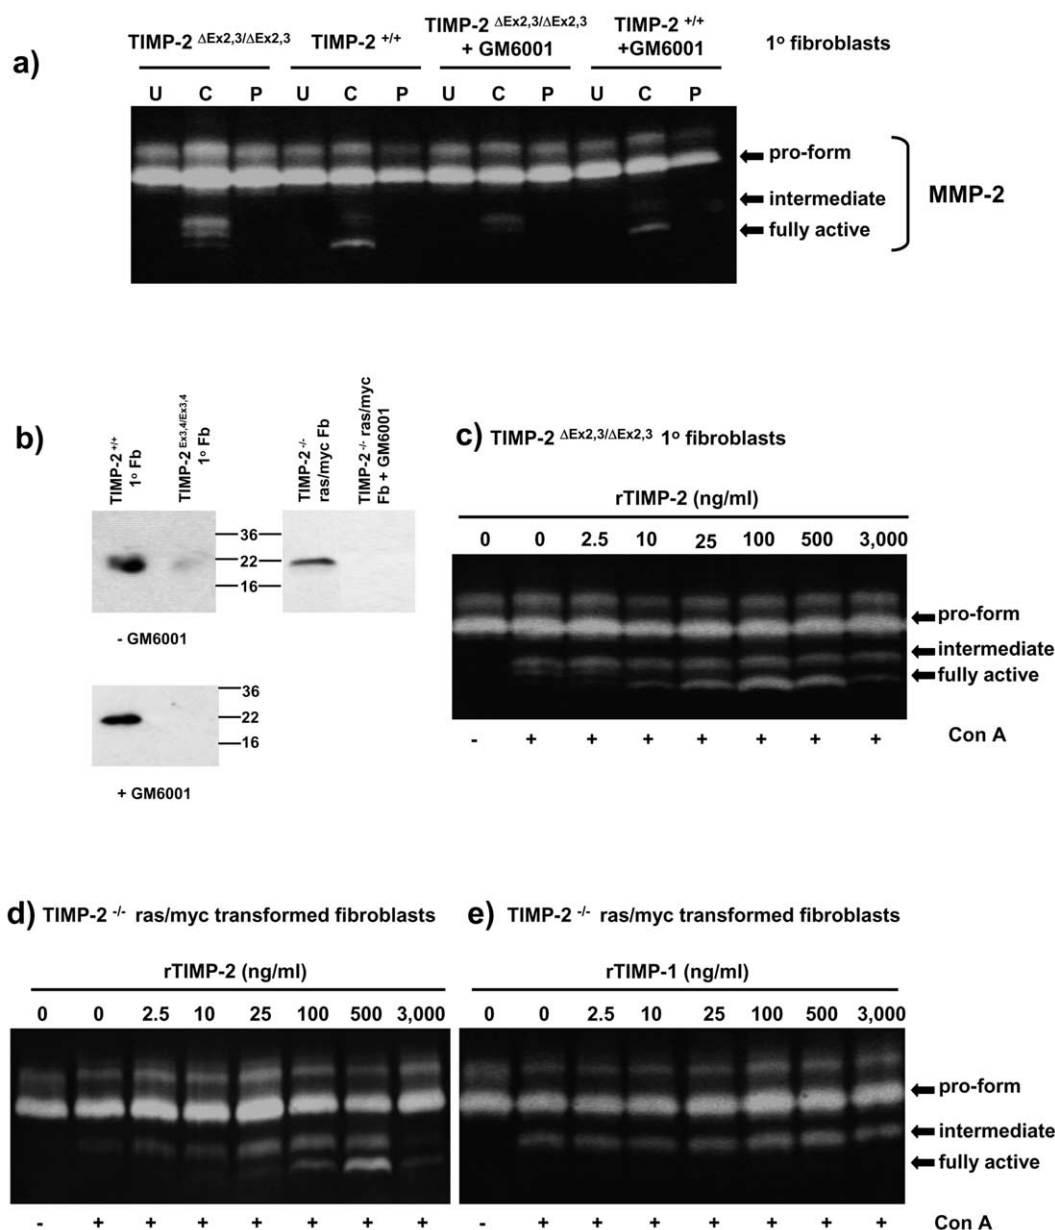 a)
TIMP-2 ΔEx2,3/ΔEx2,3 TIMP-2 +/+ TIMP-2 ΔEx2,3/ΔEx2,3 + GM6001 TIMP-2 +/+ +GM6001 1º fibroblasts
U C P U C P U C P U C P
pro-form
intermediate
fully active
MMP-2
b)
TIMP-2 +/+
1º Fb
TIMP-2 Ex3,4/Ex3,4
1º Fb
TIMP-2 -/-
ras/myc Fb
TIMP-2 -/- ras/myc
Fb + GM6001
36
22
16
- GM6001
36
22
16
+ GM6001
c) TIMP-2 ΔEx2,3/ΔEx2,3 1º fibroblasts
rTIMP-2 (ng/ml)
0 0 2.5 10 25 100 500 3,000
pro-form
intermediate
fully active
- + + + + + + + Con A
d) TIMP-2 -/- ras/myc transformed fibroblasts
rTIMP-2 (ng/ml)
0 0 2.5 10 25 100 500 3,000
- + + + + + + +
e) TIMP-2 -/- ras/myc transformed fibroblasts
rTIMP-1 (ng/ml)
0 0 2.5 10 25 100 500 3,000
pro-form
intermediate
fully active
- + + + + + + + Con A